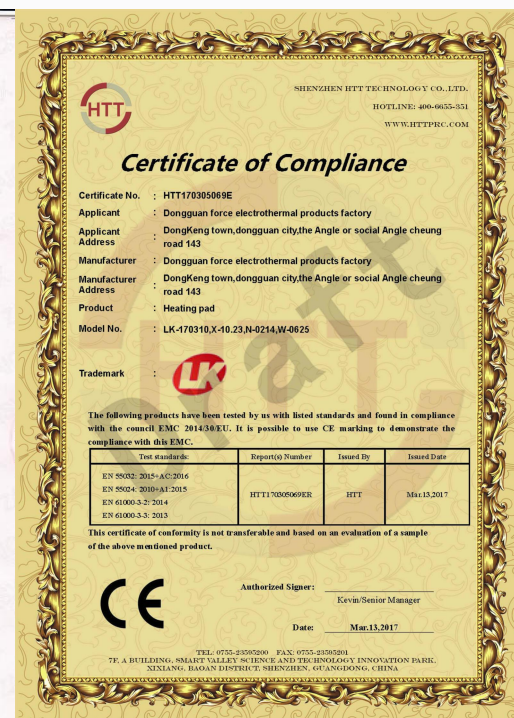 HTT
SHENZHEN HTT TECHNOLOGY CO.,LTD.
HOTLINE: 400-6655-351
WWW.HTTPRC.COM
Certificate of Compliance
Certificate No. : HTT170305069E
Applicant : Dongguan force electrothermal products factory
Applicant Address : DongKeng town,dongguan city,the Angle or social Angle cheung
road 143
Manufacturer : Dongguan force electrothermal products factory
Manufacturer Address : DongKeng town,dongguan city,the Angle or social Angle cheung
road 143
Product : Heating pad
Model No. : LK-170310,X-10.23,N-0214,W-0625
Trademark : LK
Draft
HTT
The following products have been tested by us with listed standards and found in compliance
with the council EMC 2014/30/EU. It is possible to use CE marking to demonstrate the
compliance with this EMC.
Test standards: Report(s) Number Issued By Issued Date
EN 55032: 2015+AC:2016
EN 55024: 2010+A1:2015
EN 61000-3-2: 2014
EN 61000-3-3: 2013
HTT170305069ER HTT Mar.13,2017
This certificate of conformity is not transferable and based on an evaluation of a sample
of the above mentioned product.
CE
Authorized Signer:
Kevin/Senior Manager
Date: Mar.13,2017
TEL: 0755-23595200 FAX: 0755-23595201
7F, A BUILDING, SMART VALLEY SCIENCE AND TECHNOLOGY INNOVATION PARK,
XIXIANG, BAOAN DISTRICT, SHENZHEN, GUANGDONG, CHINA